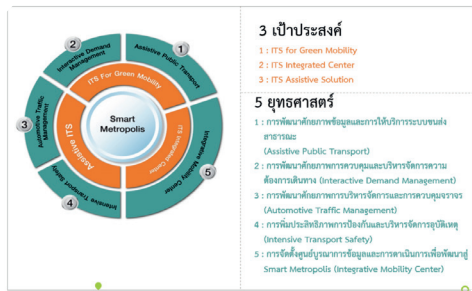 Interactive Demand
Management
2
Assistive Public Transport
1
ITS For Green Mobility
Automotive Traffic
Management
3
Smart
Metropolis
Assistive ITS
ITS Integrated Centre
Integrative Mobility
Center
5
Intensive Transport Safety
4
3 เป้าประสงค์
1 : ITS for Green Mobility
2 : ITS Integrated Center
3 : ITS Assistive Solution
5 ยุทธศาสตร์
1 : การพัฒนาศักยภาพข้อมูลและการให้บริการระบบขนส่ง
สาธารณะ
(Assistive Public Transport)
2 : การพัฒนาศักยภาพการควบคุมและบริหารจัดการความ
ต้องการเดินทาง (Interactive Demand Management)
3 : การพัฒนาศักยภาพการบริหารจัดการและการควบคุมจราจร
(Automotive Traffic Management)
4 : การเพิ่มประสิทธิภาพการป้องกันและบริหารจัดการอุบัติเหตุ
(Intensive Transport Safety)
5 : การจัดตั้งศูนย์บูรณาการข้อมูลและการดำเนินการเพื่อพัฒนาสู่
Smart Metropolis (Integrative Mobility Center)